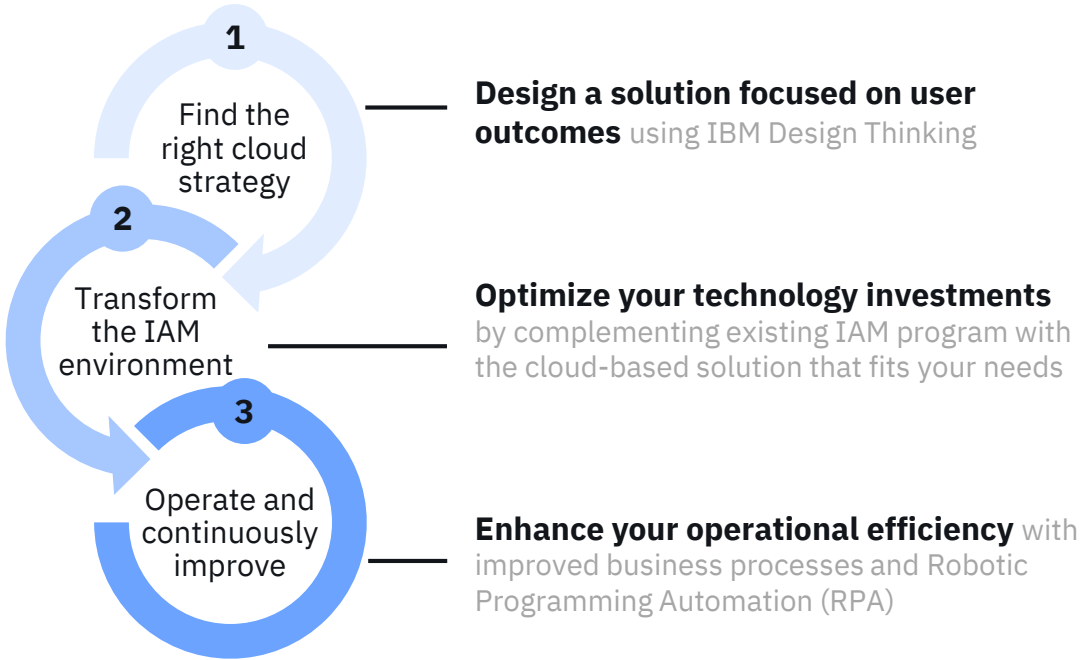 1
Find the
right cloud
strategy
Design a solution focused on user
outcomes using IBM Design Thinking
2
Transform
the IAM
environment
Optimize your technology investments
by complementing existing IAM program with
the cloud-based solution that fits your needs
3
Operate and
continuously
improve
Enhance your operational efficiency with
improved business processes and Robotic
Programming Automation (RPA)